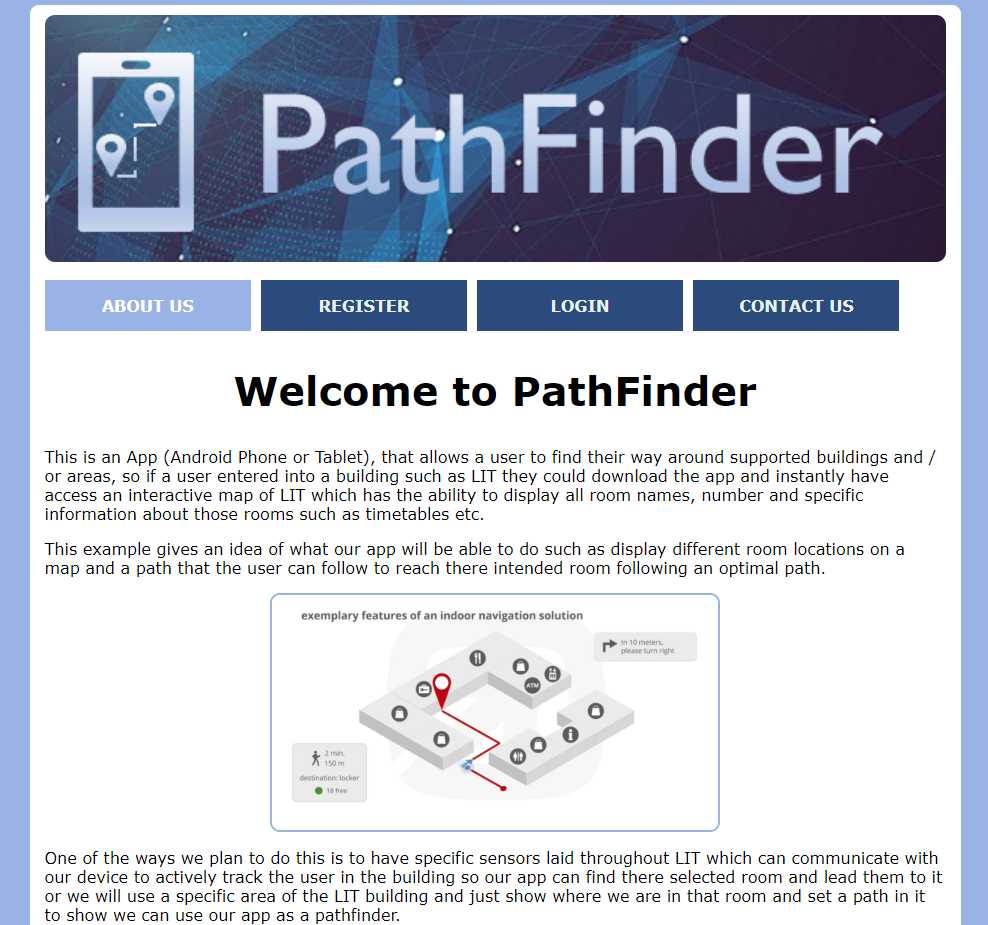 PathFinder
ABOUT US
REGISTER
LOGIN
CONTACT US
Welcome to PathFinder
This is an App (Android Phone or Tablet), that allows a user to find their way around supported buildings and /
or areas, so if a user entered into a building such as LIT they could download the app and instantly have
access an interactive map of LIT which has the ability to display all room names, number and specific
information about those rooms such as timetables etc.
This example gives an idea of what our app will be able to do such as display different room locations on a
map and a path that the user can follow to reach there intended room following an optimal path.
exemplary features of an indoor navigation solution
In 10 meters,
please turn right
ATM
2 min.
150 m
destination: locker
18 free
One of the ways we plan to do this is to have specific sensors laid throughout LIT which can communicate with
our device to actively track the user in the building so our app can find there selected room and lead them to it
or we will use a specific area of the LIT building and just show where we are in that room and set a path in it
to show we can use our app as a pathfinder.